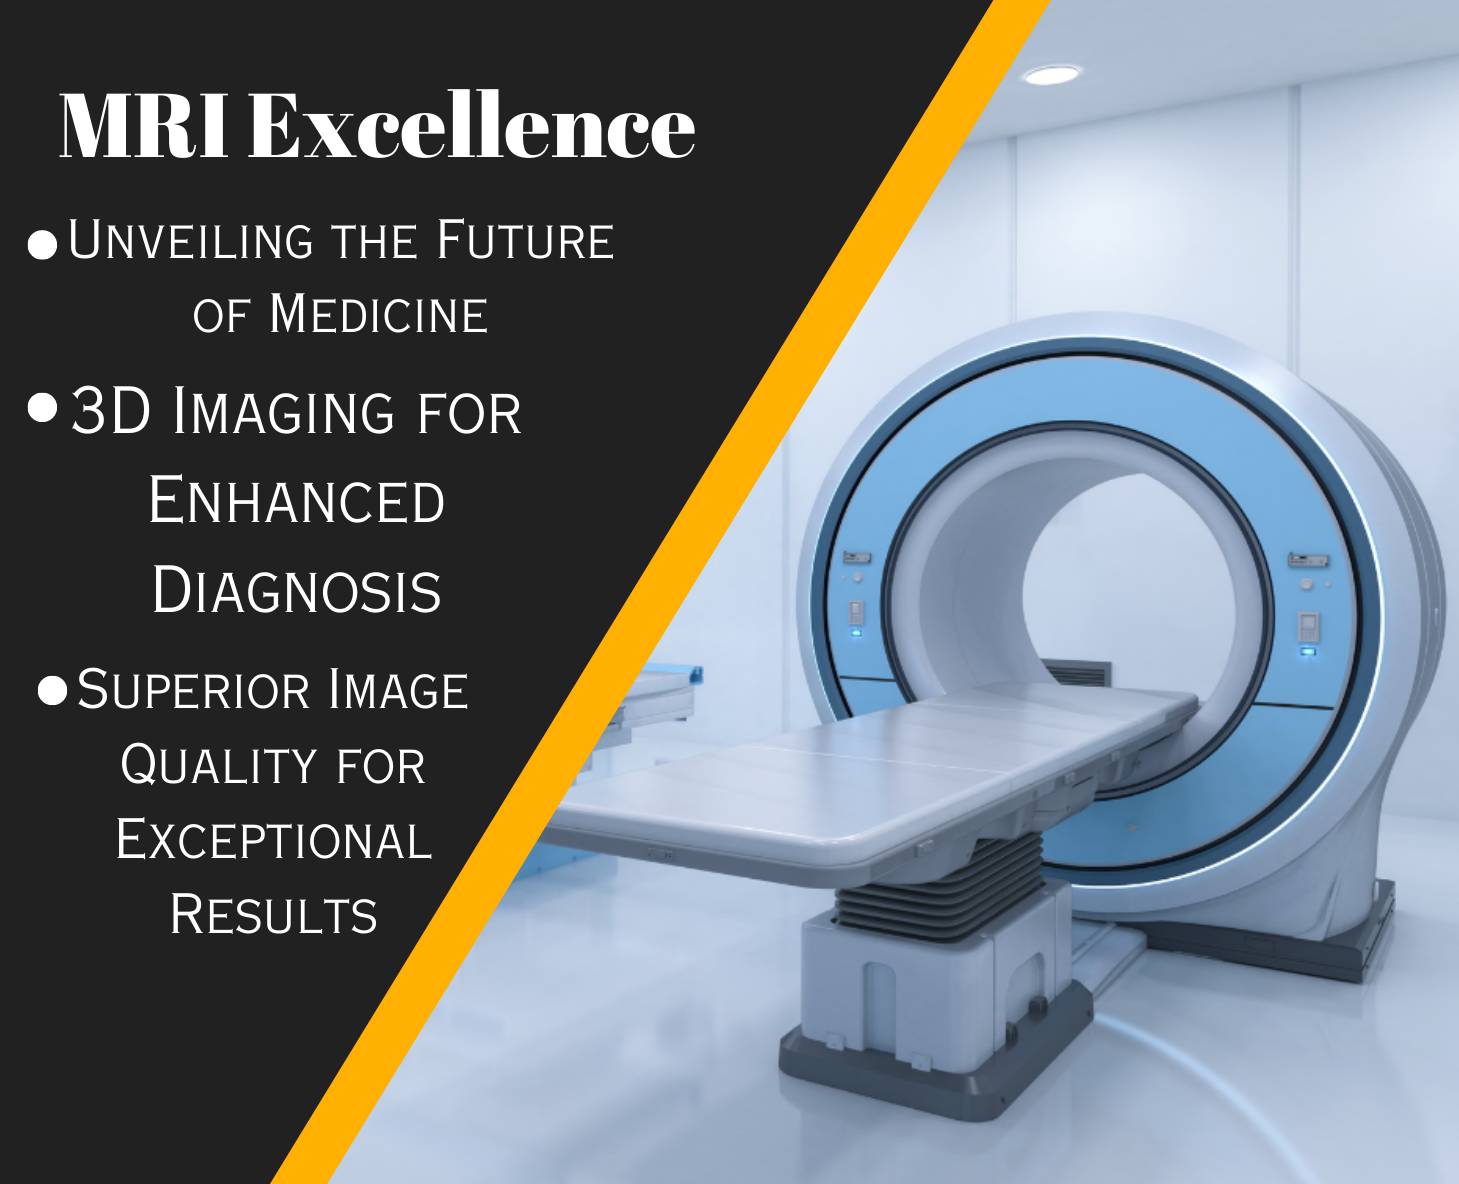 MRI Excellence
● Unveiling the Future
of Medicine
● 3D Imaging for
Enhanced
Diagnosis
● Superior Image
Quality for
Exceptional
Results